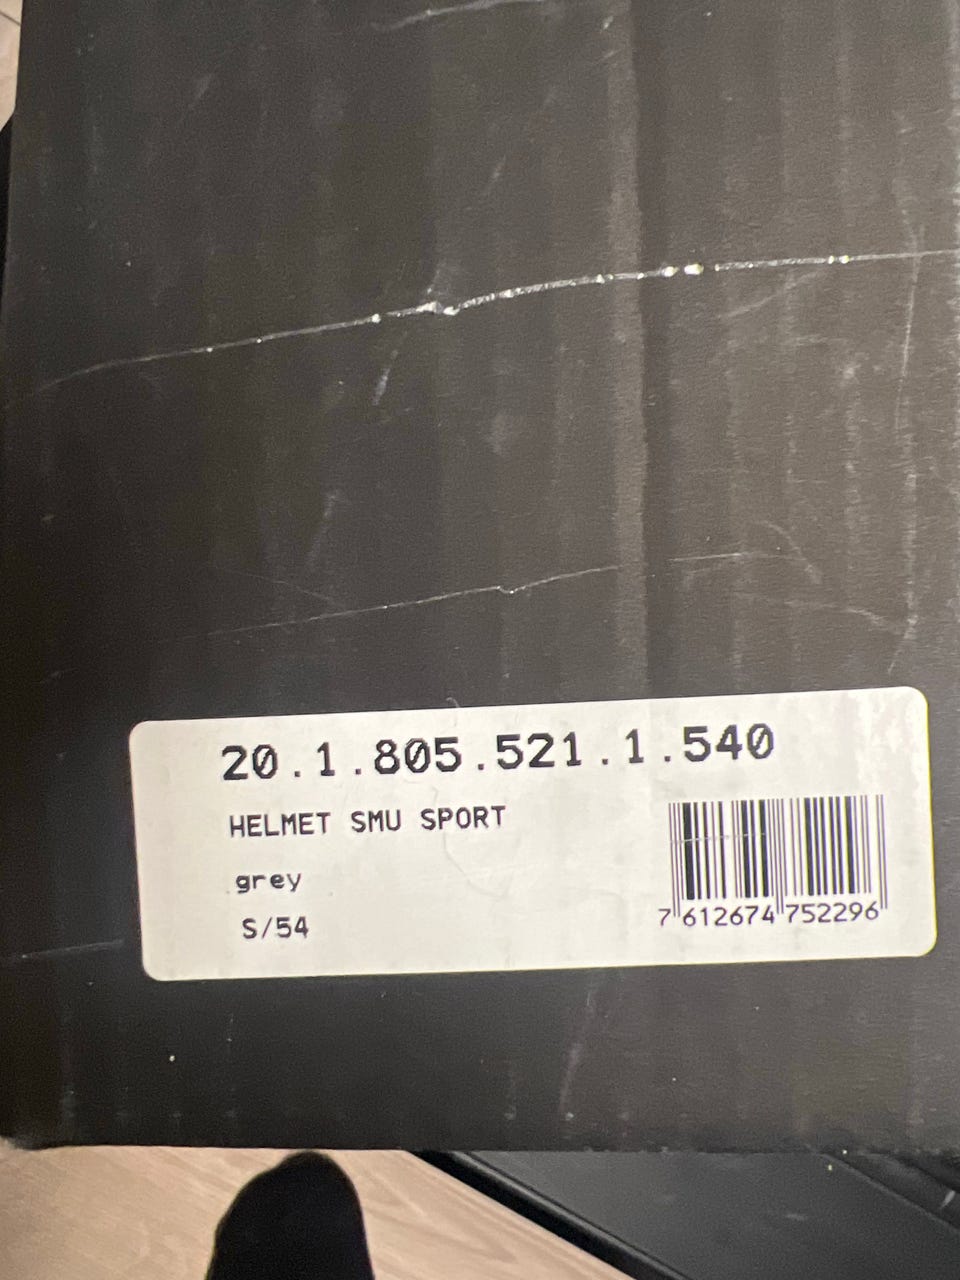 20.1.805.521.1.540
HELMET SMU SPORT
grey
S/54
7 612674 752296